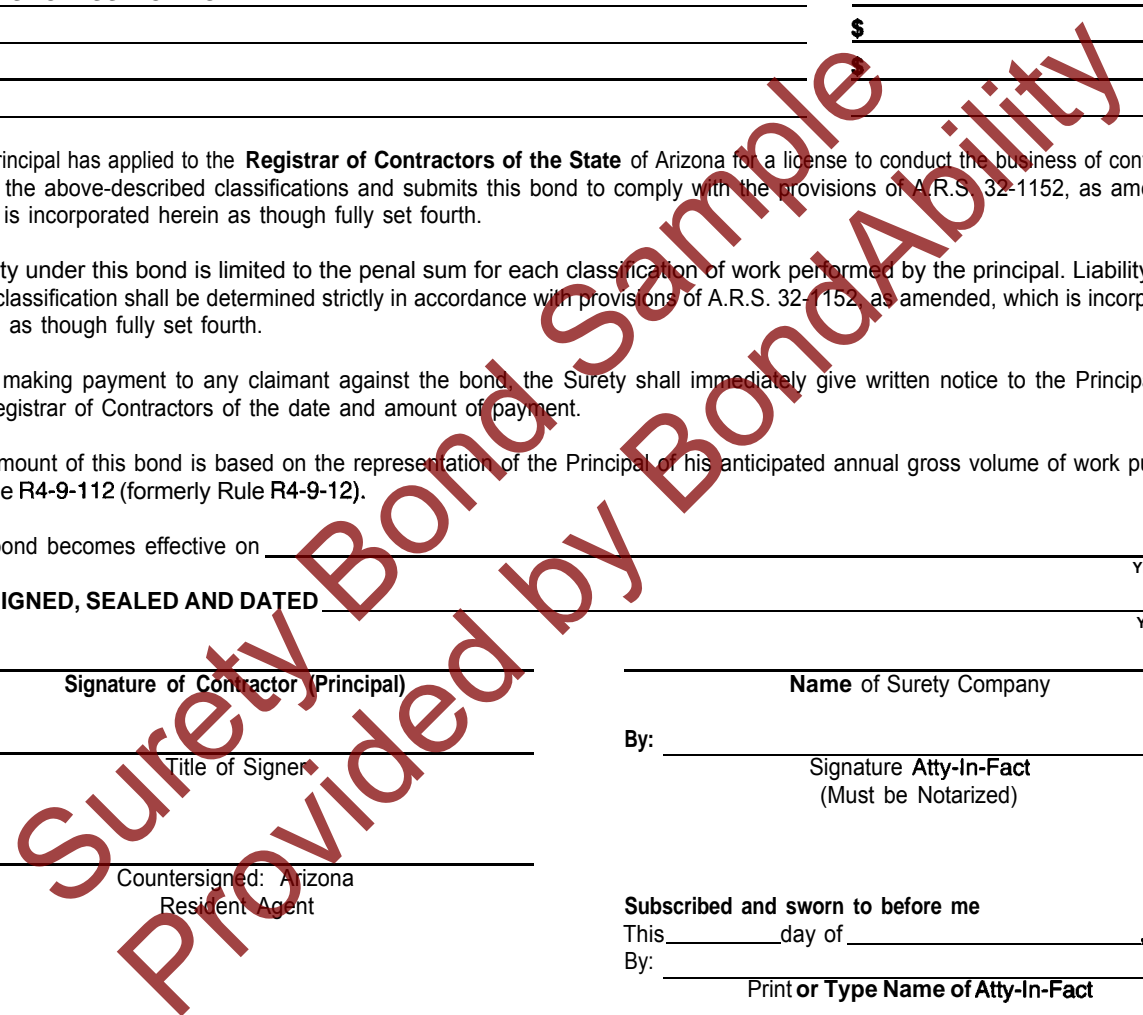 $
$
rincipal has applied to the Registrar of Contractors of the State of Arizona for a license to conduct the business of con
the above-described classifications and submits this bond to comply with the provisions of A.R.S. 32-1152, as am
is incorporated herein as though fully set fourth.
ty under this bond is limited to the penal sum for each classification of work performed by the principal. Liability
classification shall be determined strictly in accordance with provisions of A.R.S. 32-1152, as amended, which is incorp
as though fully set fourth.
making payment to any claimant against the bond, the Surety shall immediately give written notice to the Principa
egistrar of Contractors of the date and amount of payment.
mount of this bond is based on the representation of the Principal of his anticipated annual gross volume of work pu
e R4-9-112 (formerly Rule R4-9-12).
ond becomes effective on
Y
IGNED, SEALED AND DATED
Y
Signature of Contractor (Principal)
Name of Surety Company
By:
Title of Signer
Signature Atty-In-Fact
(Must be Notarized)
Countersigned: Arizona
Resident Agent
Subscribed and sworn to before me
This day of ,
By:
Print or Type Name of Atty-In-Fact
Surety Bond Sample
Provided by BondAbility